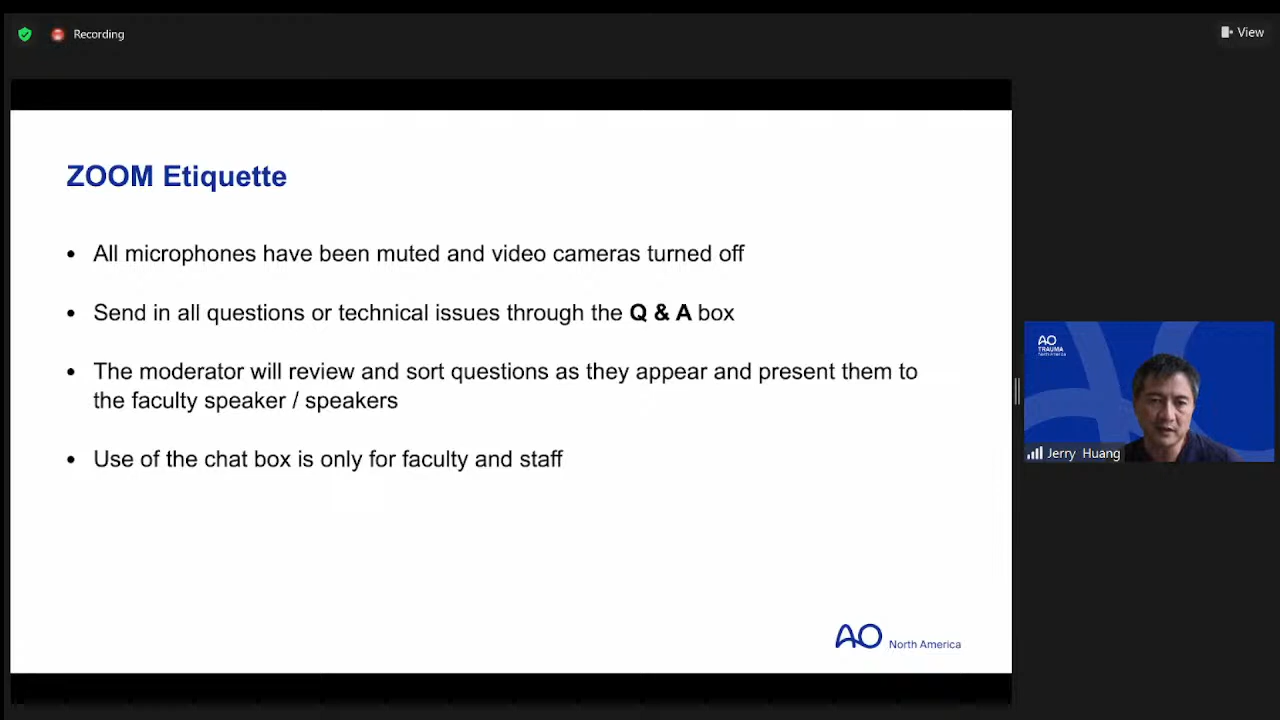 Recording
View
ZOOM Etiquette
• All microphones have been muted and video cameras turned off
• Send in all questions or technical issues through the Q & A box
• The moderator will review and sort questions as they appear and present them to
the faculty speaker / speakers
• Use of the chat box is only for faculty and staff
AO North America
AO
TRAUMA
North America
Jerry Huang